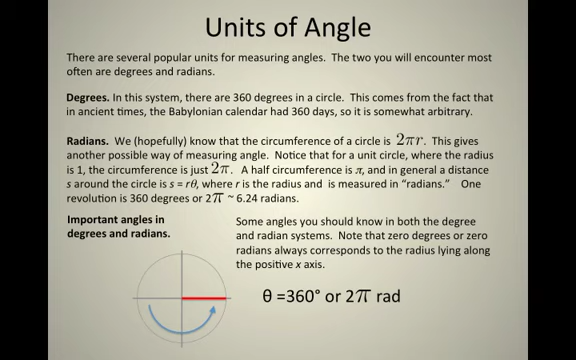 Units of Angle
There are several popular units for measuring angles. The two you will encounter most
often are degrees and radians.
Degrees. In this system, there are 360 degrees in a circle. This comes from the fact that
in ancient times, the Babylonian calendar had 360 days, so it is somewhat arbitrary.
Radians. We (hopefully) know that the circumference of a circle is 2πr. This gives
another possible way of measuring angle. Notice that for a unit circle, where the radius
is 1, the circumference is just 2π. A half circumference is π, and in general a distance
s around the circle is s = rθ, where r is the radius and is measured in “radians.” One
revolution is 360 degrees or 2π ~ 6.24 radians.
Important angles in
degrees and radians.
Some angles you should know in both the degree
and radian systems. Note that zero degrees or zero
radians always corresponds to the radius lying along
the positive x axis.
θ =360° or 2π rad